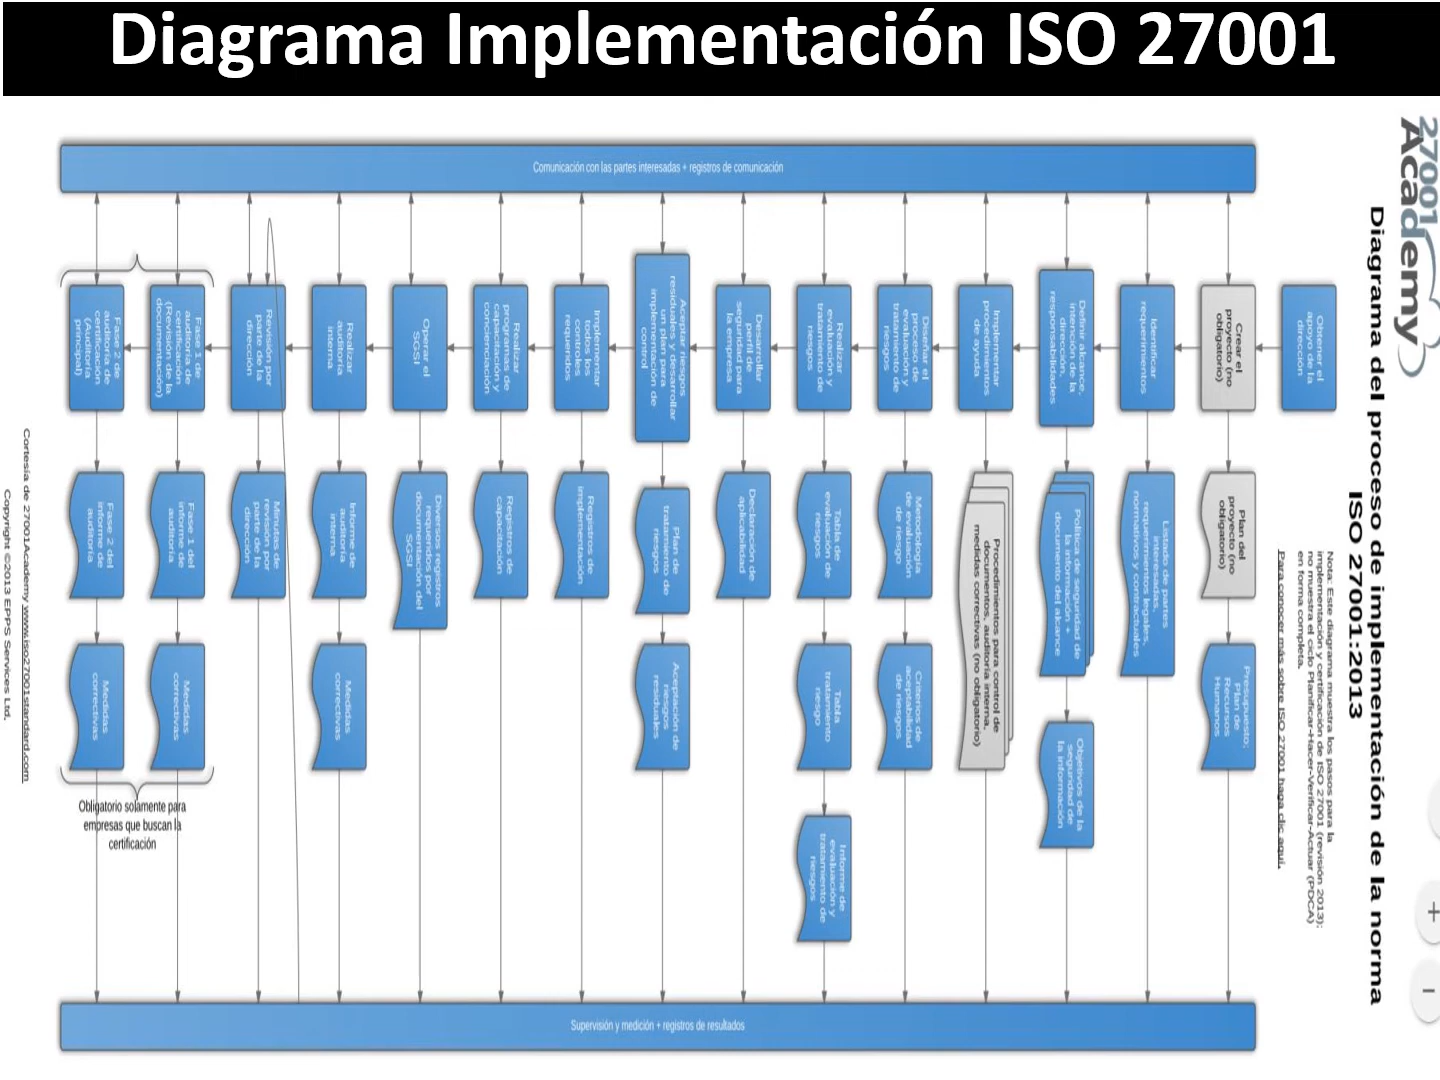 Diagrama Implementación ISO 27001
27001
Academy
Diagrama del proceso de implementación de la norma
ISO 27001:2013
Nota: Este diagrama muestra los pasos para la
implementación y certificación de ISO 27001 (revisión 2013);
no muestra el ciclo Planificar-Hacer-Verificar-Actuar (PDCA)
en forma completa.
Para conocer más sobre ISO 27001 haga clic aquí.
Comunicación con las partes interesadas + registros de comunicación
Obtener el
apoyo de la
dirección
Crear el
proyecto (no
obligatorio)
Plan del
proyecto (no
obligatorio)
Presupuesto;
Plan de
Recursos
Humanos
Identificar
requerimientos
Listado de partes
interesadas,
requerimientos legales,
normativos y contractuales
Definir alcance,
intención de la
dirección,
responsabilidades
Política de seguridad de
la información +
documento del alcance
Objetivos de la
seguridad de
la información
Implementar
procedimientos
de ayuda
Procedimientos para control de
documentos, auditoría interna,
medidas correctivas (no obligatorio)
Diseñar el
proceso de
evaluación y
tratamiento de
riesgos
Metodología
de evaluación
de riesgo
Criterios de
aceptabilidad
de riesgos
Realizar
evaluación y
tratamiento de
riesgos
Tabla de
evaluación de
riesgos
Tabla
tratamiento
riesgo
Informe de
evaluación y
tratamiento de
riesgos
Desarrollar
perfil de
seguridad para
la empresa
Declaración de
aplicabilidad
Aceptar riesgos
residuales; desarrollar
un plan para
implementación de
control
Plan de
tratamiento de
riesgos
Aceptación de
riesgos
residuales
Implementar
todos los
controles
requeridos
Registros de
implementación
Realizar
programas de
capacitación y
concienciación
Registros de
capacitación
Operar el
SGSI
Diversos registros
requeridos por
documentación del
SGSI
Realizar
auditoría
interna
Informe de
auditoría
interna
Medidas
correctivas
Revisión por
parte de la
dirección
Minutas de
revisión por
parte de la
dirección
Fase 1 de
auditoría de
certificación
(Revisión de la
documentación)
Fase 1 del
informe de
auditoría
Medidas
correctivas
Fase 2 de
auditoría de
certificación
(Auditoría
principal)
Fase 2 del
informe de
auditoría
Medidas
correctivas
Obligatorio solamente para
empresas que buscan la
certificación
Supervisión y medición + registros de resultados
Cortesía de 27001Academy www.iso27001standard.com
Copyright ©2013 EPPS Services Ltd.